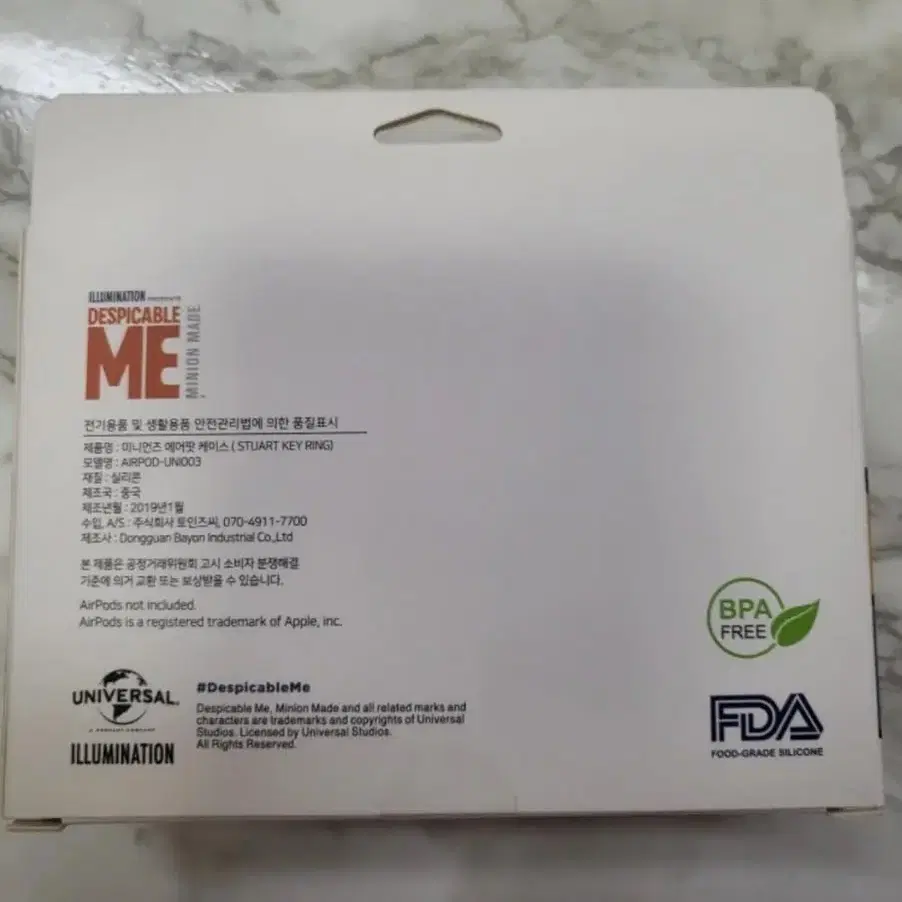 ILLUMINATION PRESENTS
DESPICABLE
ME
MINION MADE
전기용품 및 생활용품 안전관리법에 의한 품질표시
제품명 : 미니언즈 에어팟 케이스 ( STUART KEY RING)
모델명 : AIRPOD-UNI003
재질 : 실리콘
제조국 : 중국
제조년월 : 2019년1월
수입, A/S : 주식회사 토인즈씨, 070-4911-7700
제조사 : Dongguan Bayon Industrial Co.,Ltd
본 제품은 공정거래위원회 고시 소비자 분쟁해결
기준에 의거 교환 또는 보상받을 수 있습니다.
AirPods not included.
AirPods is a registered trademark of Apple, inc.
BPA
FREE
UNIVERSAL
A COMCAST COMPANY
ILLUMINATION
#DespicableMe
Despicable Me, Minion Made and all related marks and
characters are trademarks and copyrights of Universal
Studios. Licensed by Universal Studios.
All Rights Reserved.
FDA
FOOD-GRADE SILICONE